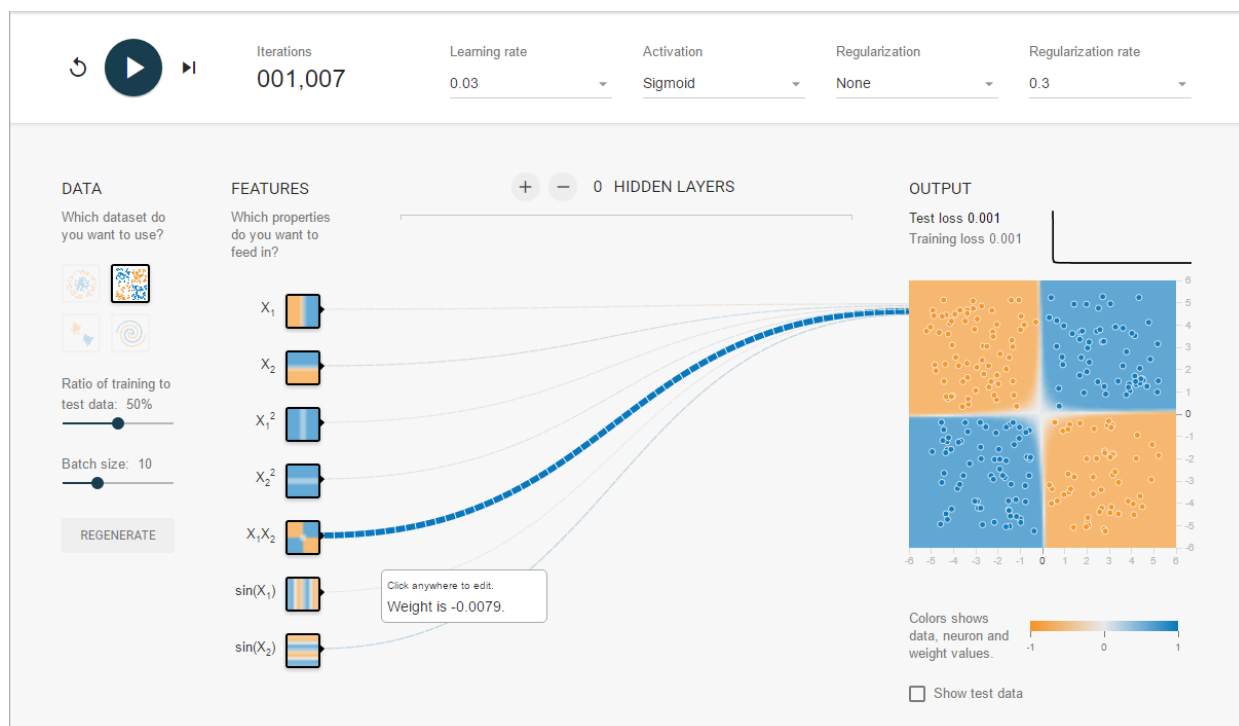 Iterations
001,007
Learning rate
0.03
Activation
Sigmoid
Regularization
None
Regularization rate
0.3
DATA
Which dataset do
you want to use?
Ratio of training to
test data: 50%
Batch size: 10
REGENERATE
FEATURES
Which properties
do you want to
feed in?
X₁
X₂
X₁²
X₂²
X₁X₂
sin(X₁)
sin(X₂)
+ − 0 HIDDEN LAYERS
Click anywhere to edit.
Weight is -0.0079.
OUTPUT
Test loss 0.001
Training loss 0.001
6
5
4
3
2
1
0
-1
-2
-3
-4
-5
-6
-6 -5 -4 -3 -2 -1 0 1 2 3 4 5 6
Colors shows
data, neuron and
weight values.
-1 0 1
Show test data